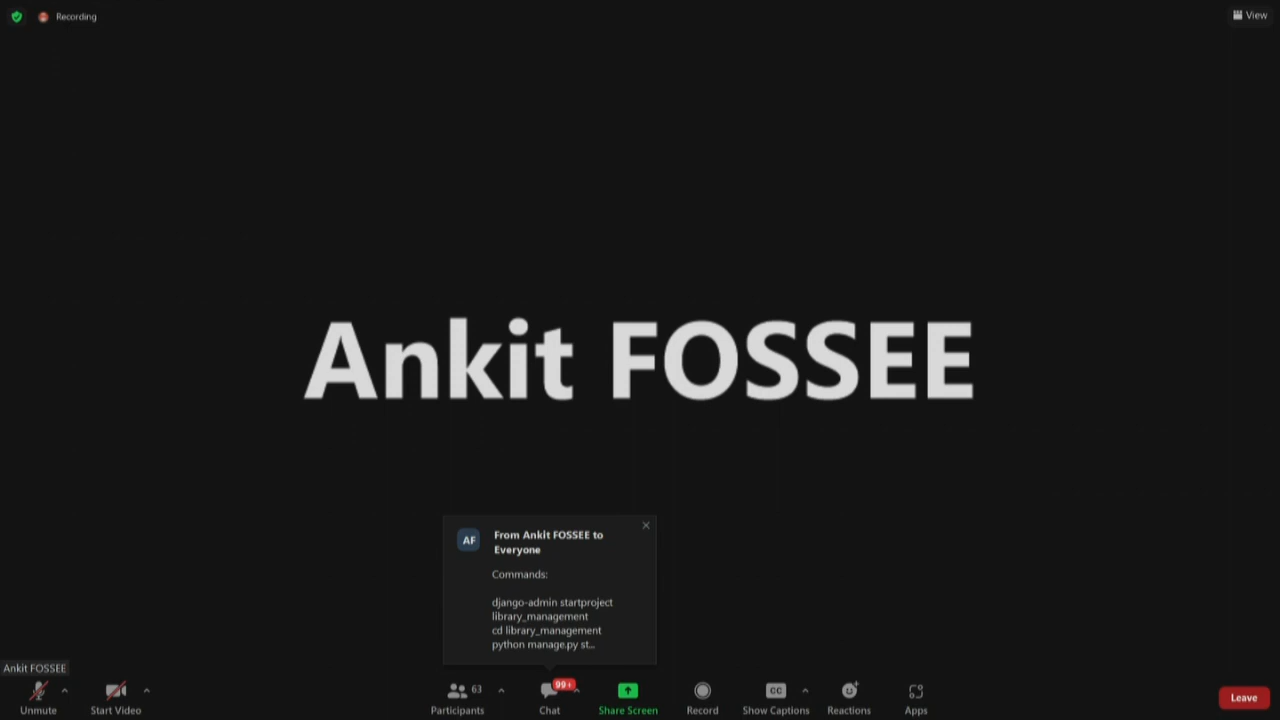 Recording
View
Ankit FOSSEE
AF
From Ankit FOSSEE to
Everyone
Commands:
django-admin startproject
library_management
cd library_management
python manage.py st...
Ankit FOSSEE
Unmute
Start Video
63
Participants
99+
Chat
Share Screen
Record
CC
Show Captions
Reactions
Apps
Leave